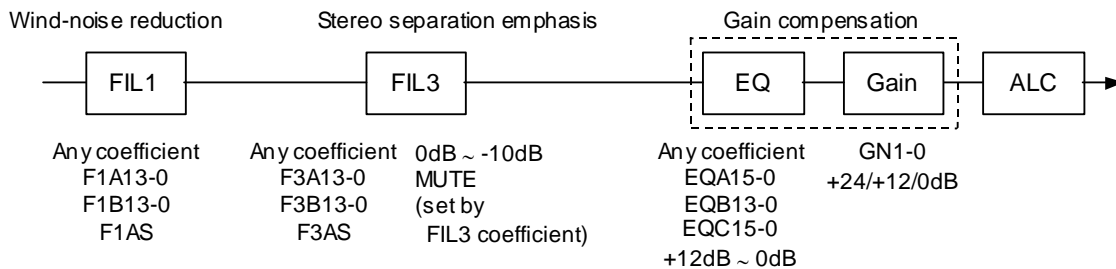 Wind-noise reduction
Stereo separation emphasis
Gain compensation
FIL1
FIL3
EQ
Gain
ALC
Any coefficient
F1A13-0
F1B13-0
F1AS
Any coefficient
F3A13-0
F3B13-0
F3AS
0dB ~ -10dB
MUTE
(set by
FIL3 coefficient)
Any coefficient
EQA15-0
EQB13-0
EQC15-0
+12dB ~ 0dB
GN1-0
+24/+12/0dB